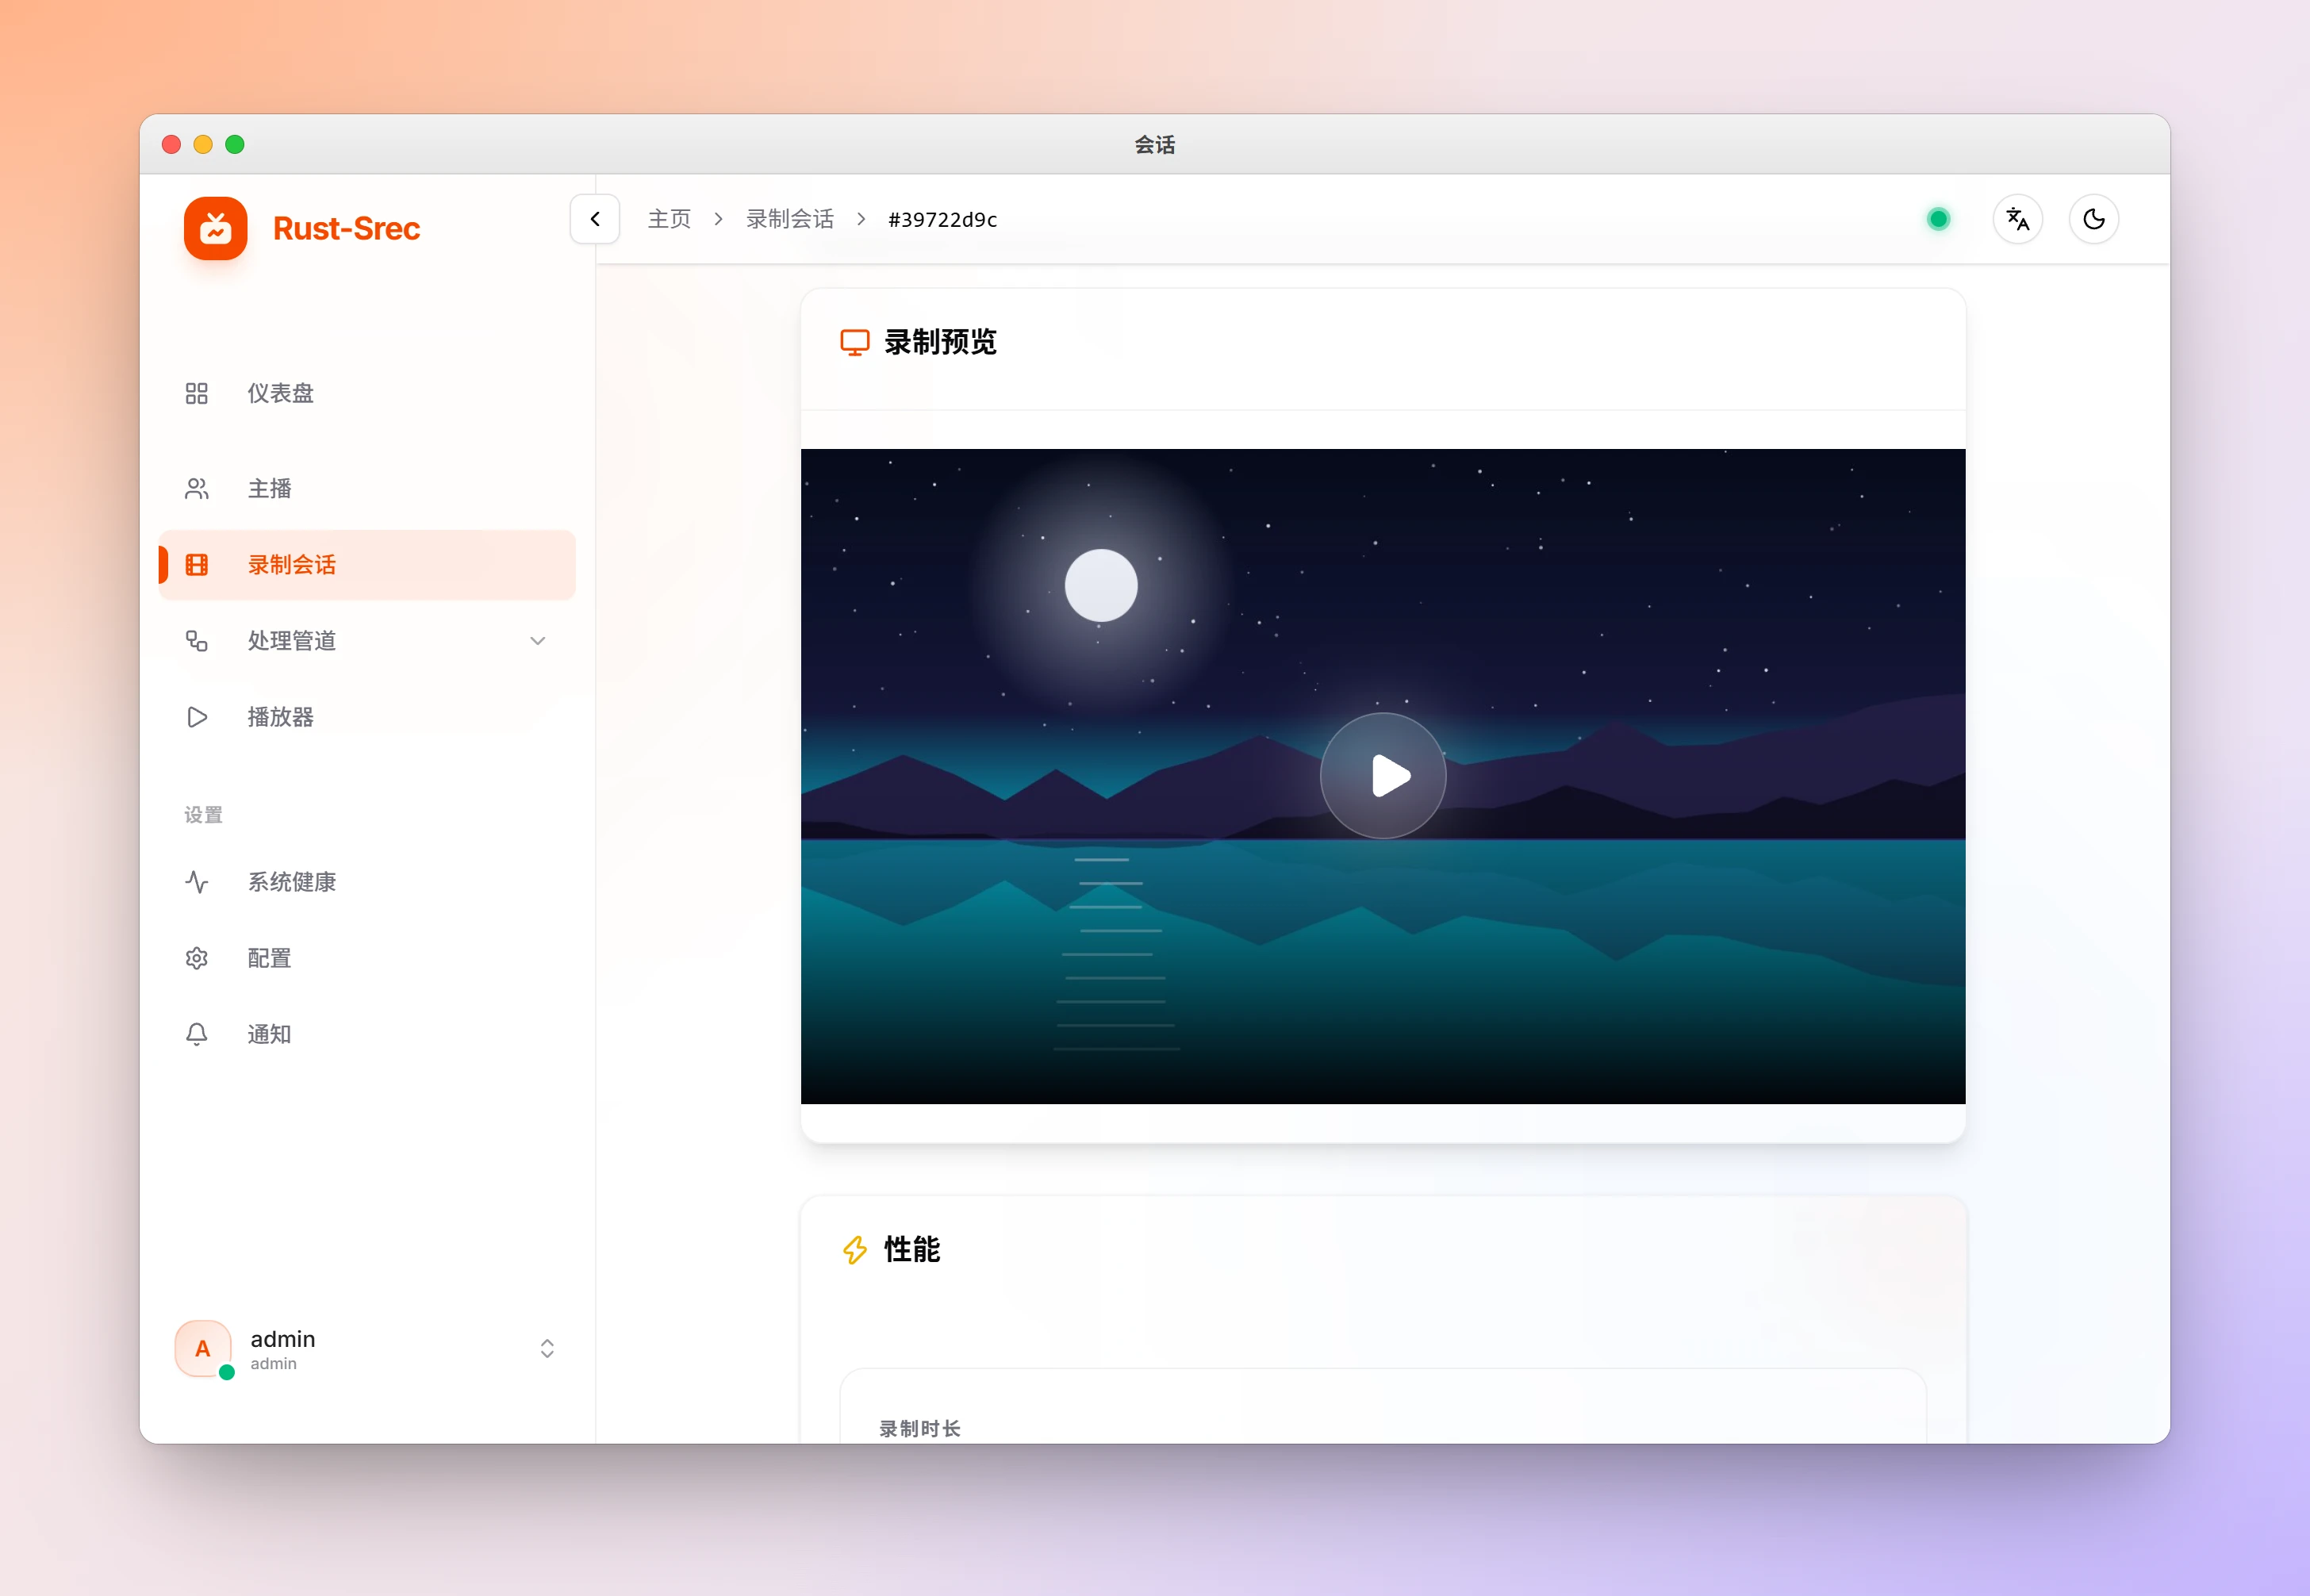 会话
Rust-Srec
主页 > 录制会话 > #39722d9c
仪表盘
主播
录制会话
处理管道
播放器
设置
系统健康
配置
通知
A
admin
admin
录制预览
性能
录制时长